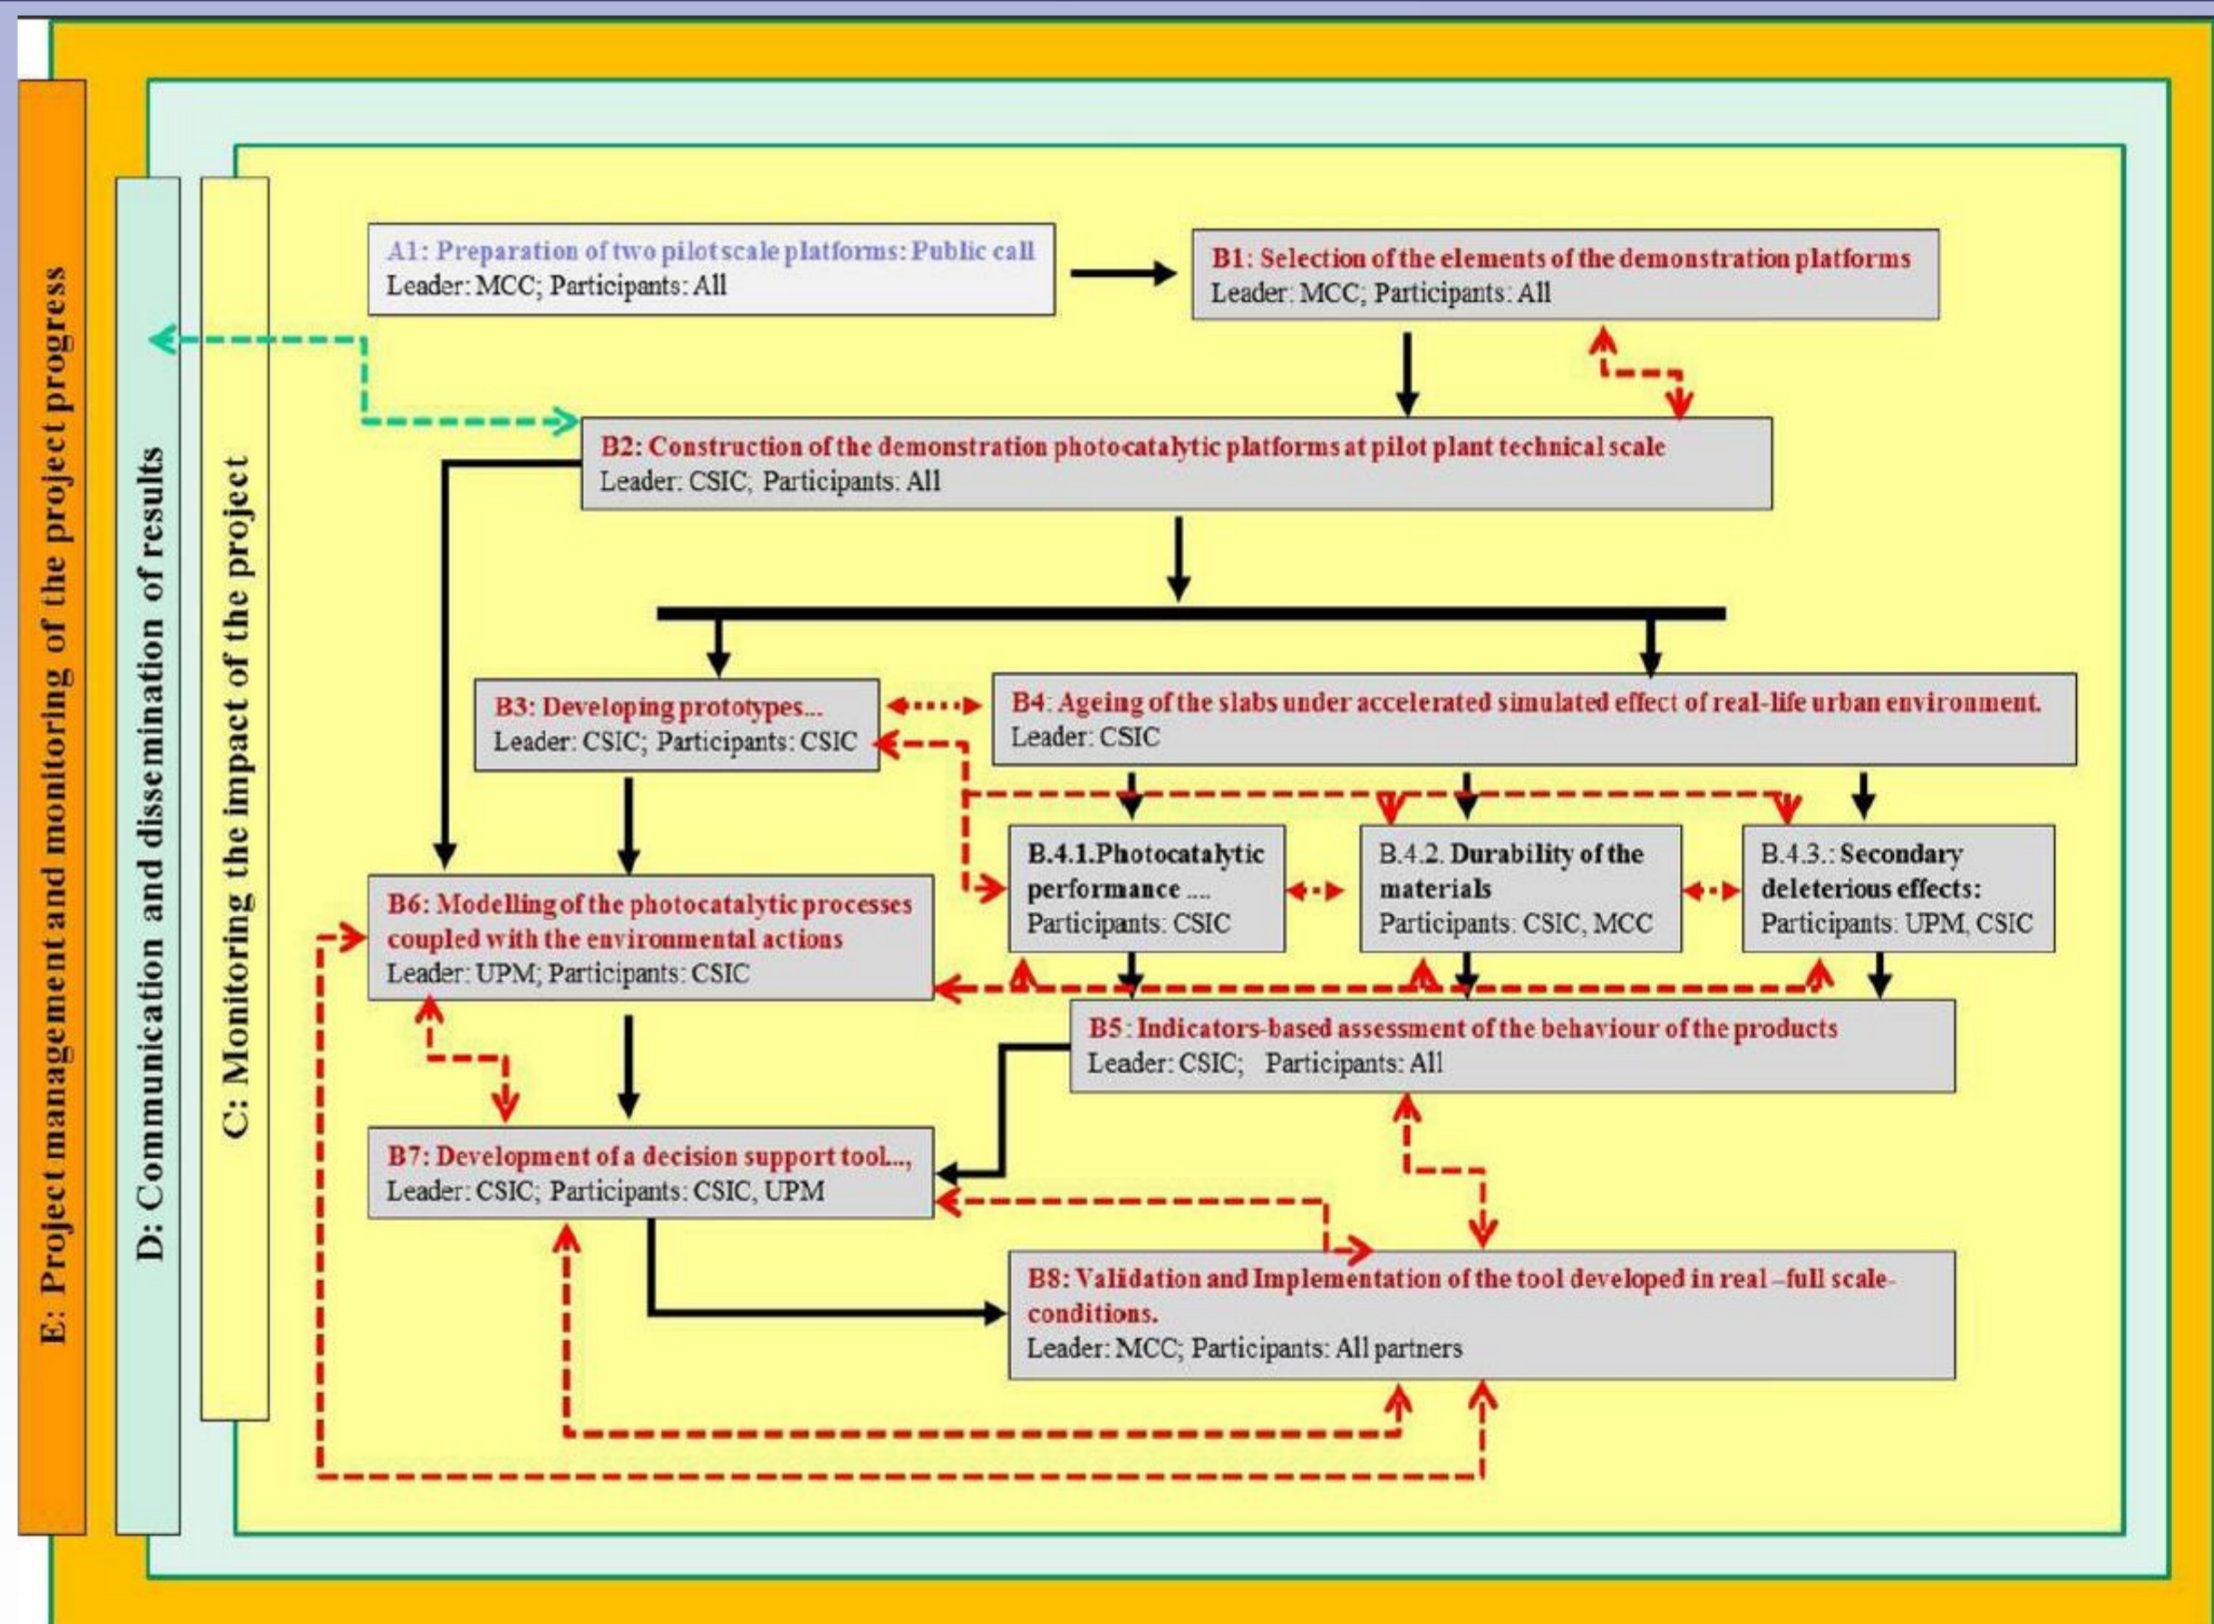 E: Project management and monitoring of the project progress
D: Communication and dissemination of results
C: Monitoring the impact of the project
A1: Preparation of two pilot scale platforms: Public call
Leader: MCC; Participants: All
B1: Selection of the elements of the demonstration platforms
Leader: MCC; Participants: All
B2: Construction of the demonstration photocatalytic platforms at pilot plant technical scale
Leader: CSIC; Participants: All
B3: Developing prototypes...
Leader: CSIC; Participants: CSIC
B4: Ageing of the slabs under accelerated simulated effect of real-life urban environment.
Leader: CSIC
B.4.1.Photocatalytic
performance ....
Participants: CSIC
B.4.2. Durability of the
materials
Participants: CSIC, MCC
B.4.3.: Secondary
deleterious effects:
Participants: UPM, CSIC
B6: Modelling of the photocatalytic processes
coupled with the environmental actions
Leader: UPM; Participants: CSIC
B5: Indicators-based assessment of the behaviour of the products
Leader: CSIC; Participants: All
B7: Development of a decision support tool...,
Leader: CSIC; Participants: CSIC, UPM
B8: Validation and Implementation of the tool developed in real –full scale-
conditions.
Leader: MCC; Participants: All partners